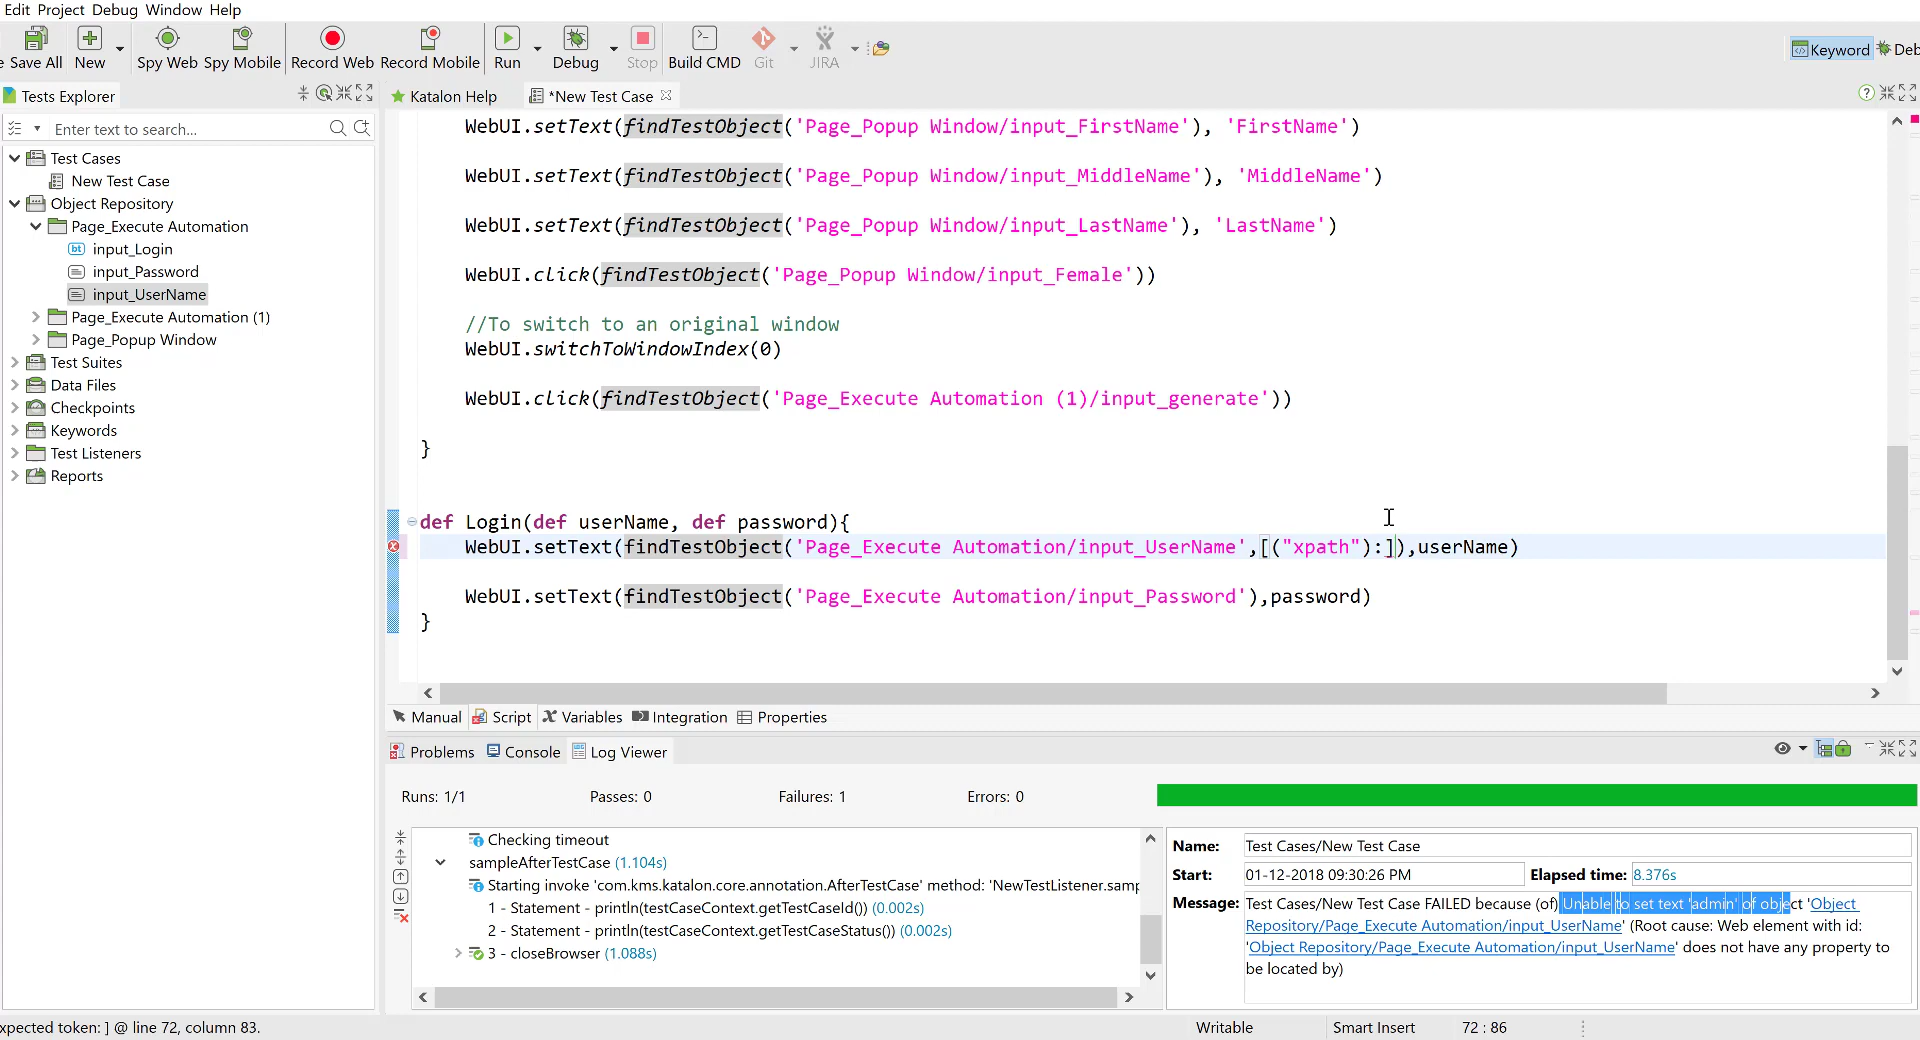 Edit Project Debug Window Help
Save All New Spy Web Spy Mobile Record Web Record Mobile Run Debug Stop Build CMD Git JIRA Keyword Deb
Tests Explorer
Katalon Help *New Test Case
Enter text to search...
Test Cases
New Test Case
Object Repository
Page_Execute Automation
input_Login
input_Password
input_UserName
Page_Execute Automation (1)
Page_Popup Window
Test Suites
Data Files
Checkpoints
Keywords
Test Listeners
Reports
WebUI.setText(findTestObject('Page_Popup Window/input_FirstName'), 'FirstName')
WebUI.setText(findTestObject('Page_Popup Window/input_MiddleName'), 'MiddleName')
WebUI.setText(findTestObject('Page_Popup Window/input_LastName'), 'LastName')
WebUI.click(findTestObject('Page_Popup Window/input_Female'))
//To switch to an original window
WebUI.switchToWindowIndex(0)
WebUI.click(findTestObject('Page_Execute Automation (1)/input_generate'))
}
def Login(def userName, def password){
WebUI.setText(findTestObject('Page_Execute Automation/input_UserName',[("xpath"):]),userName)
WebUI.setText(findTestObject('Page_Execute Automation/input_Password'),password)
}
Manual Script Variables Integration Properties
Problems Console Log Viewer
Runs: 1/1 Passes: 0 Failures: 1 Errors: 0
Checking timeout
sampleAfterTestCase (1.104s)
Starting invoke 'com.kms.katalon.core.annotation.AfterTestCase' method: 'NewTestListener.samp
1 - Statement - println(testCaseContext.getTestCaseId()) (0.002s)
2 - Statement - println(testCaseContext.getTestCaseStatus()) (0.002s)
3 - closeBrowser (1.088s)
Name: Test Cases/New Test Case
Start: 01-12-2018 09:30:26 PM Elapsed time: 8.376s
Message: Test Cases/New Test Case FAILED because (of) Unable to set text 'admin' of object 'Object
Repository/Page_Execute Automation/input_UserName' (Root cause: Web element with id:
'Object Repository/Page_Execute Automation/input_UserName' does not have any property to
be located by)
xpected token: ] @ line 72, column 83. Writable Smart Insert 72 : 86